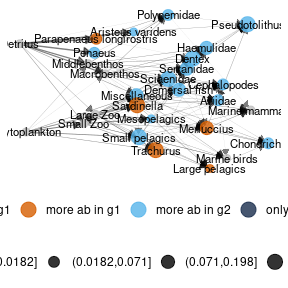 Polynemidae
Pseudotolithus
Aristeus varidens
Parapenaeus longirostris
etritus
Penaeus
Haemulidae
Dentex
Middlebenthos
Serranidae
Macrobenthos
Sciaenidae
Cephalopodes
Demersal fish
Miscellaneous
Ariidae
Sardinella
Marine mamma
Large Zoo
Mesopelagics
Small Zoo
Merluccius
ytoplankton
Small pelagics
Chondrich
Trachurus
Marine birds
Large pelagics
g1 more ab in g1 more ab in g2 only
0.0182] (0.0182,0.071] (0.071,0.198]